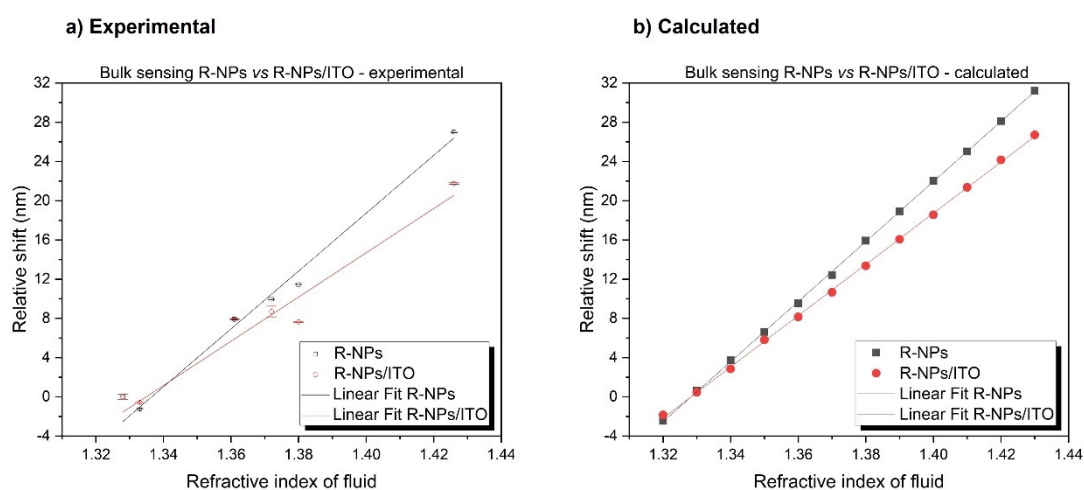 a) Experimental
Bulk sensing R-NPs vs R-NPs/ITO - experimental
Relative shift (nm)
32
28
24
20
16
12
8
4
0
-4
1.32 1.34 1.36 1.38 1.40 1.42 1.44
Refractive index of fluid
R-NPs
R-NPs/ITO
Linear Fit R-NPs
Linear Fit R-NPs/ITO
b) Calculated
Bulk sensing R-NPs vs R-NPs/ITO - calculated
Relative shift (nm)
32
28
24
20
16
12
8
4
0
-4
1.32 1.34 1.36 1.38 1.40 1.42 1.44
Refractive index of fluid
R-NPs
R-NPs/ITO
Linear Fit R-NPs
Linear Fit R-NPs/ITO